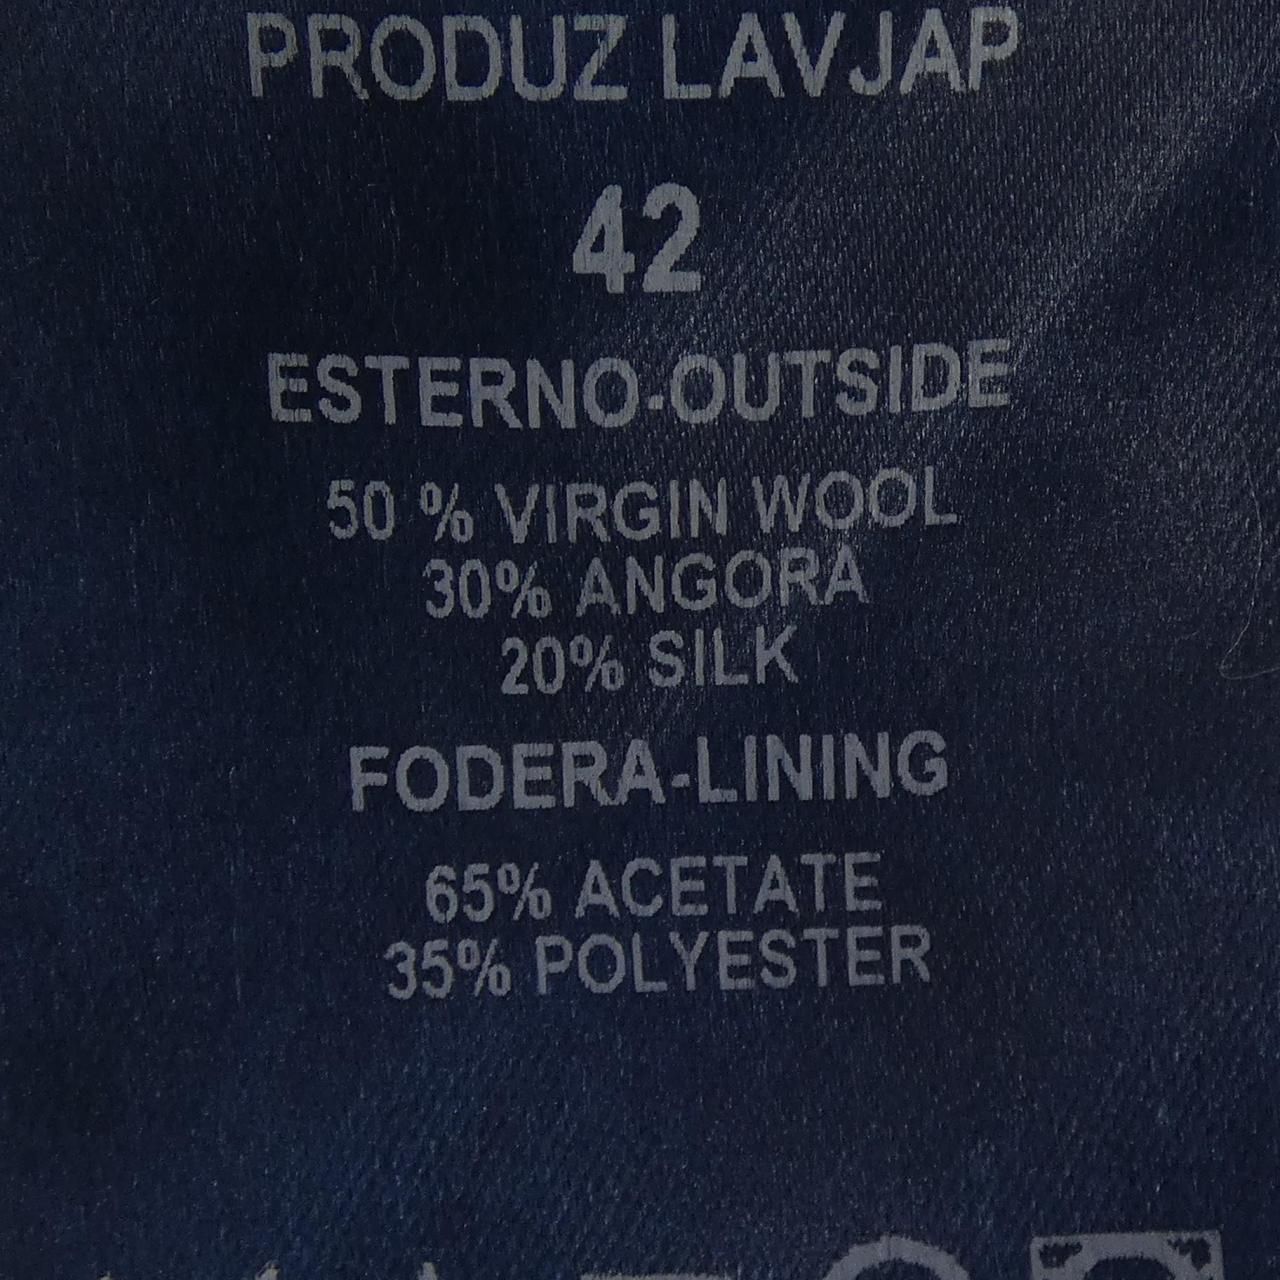 PRODUZ LAVJAP
42
ESTERNO-OUTSIDE
50 % VIRGIN WOOL
30% ANGORA
20% SILK
FODERA-LINING
65% ACETATE
35% POLYESTER